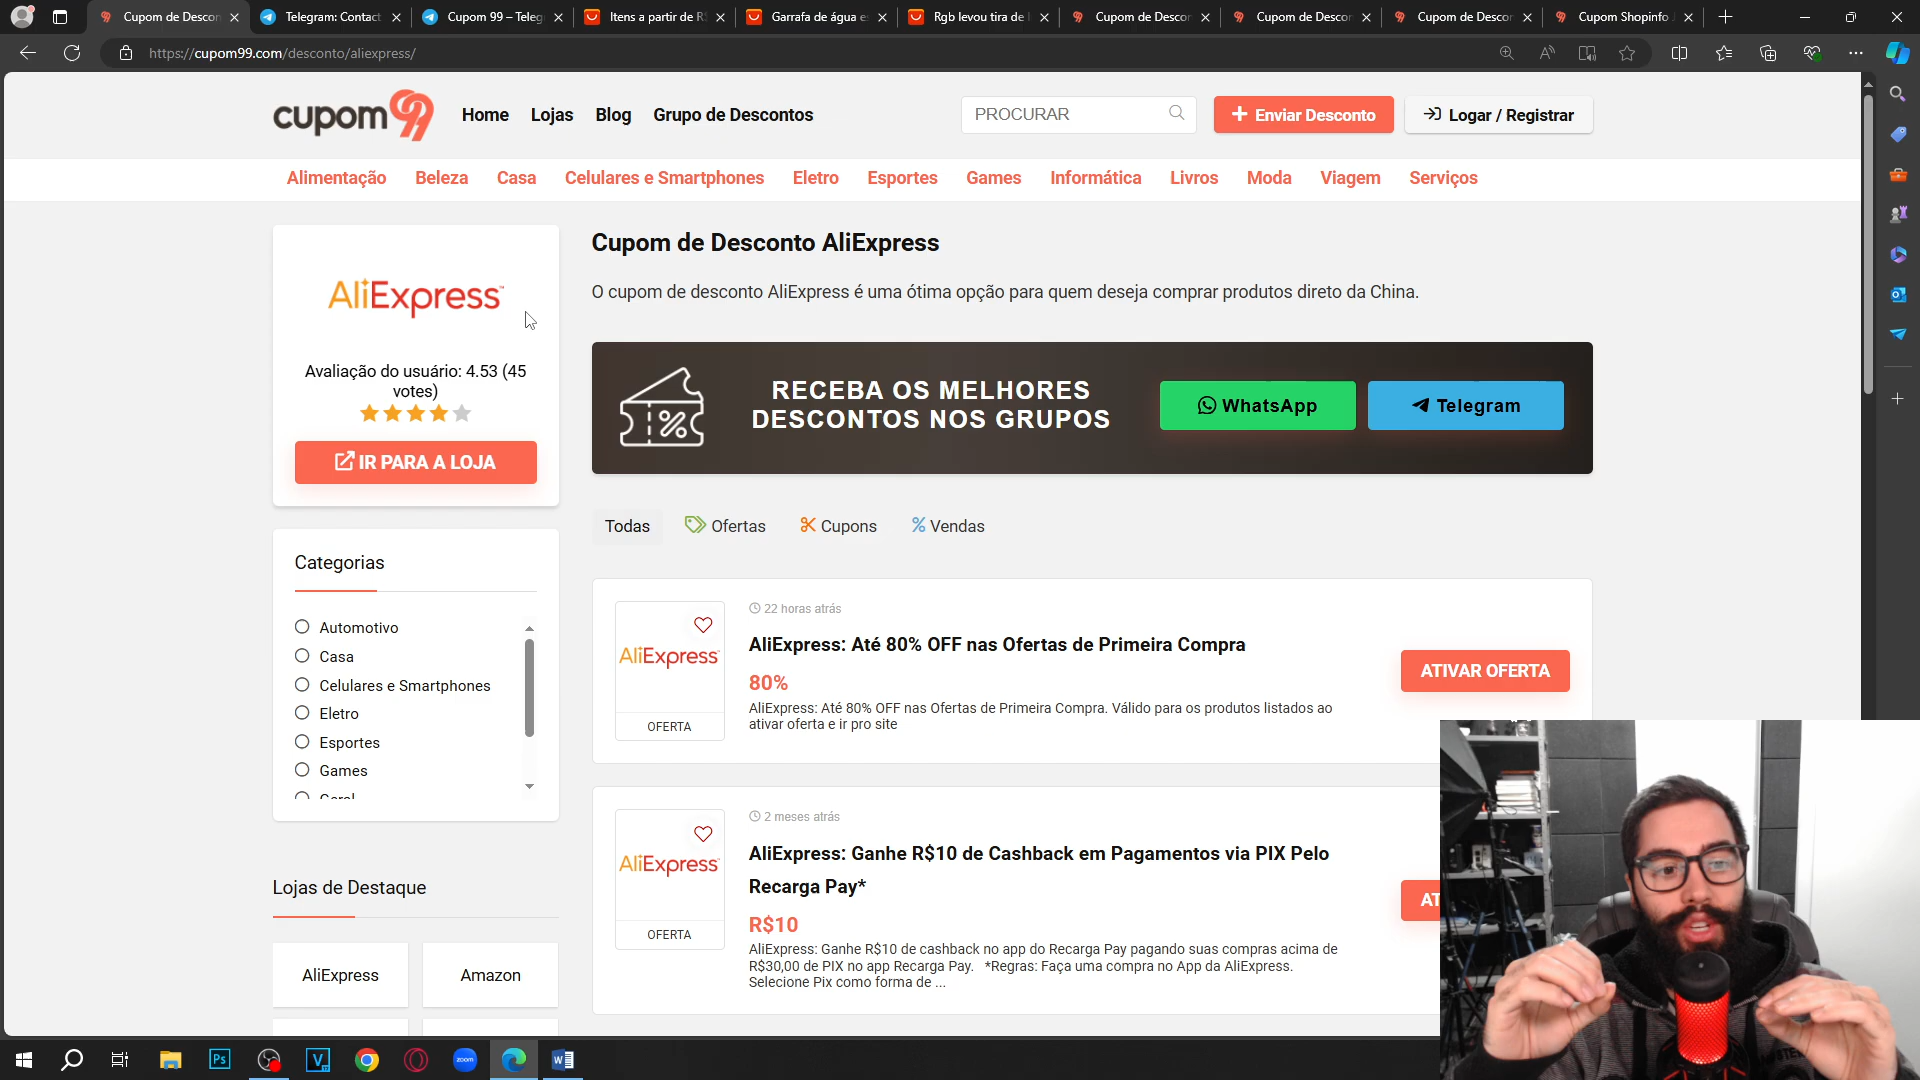 Cupom de Descon
Telegram: Contact
Cupom 99 – Teleg
Itens a partir de R$
Garrafa de água e
Rgb levou tira de l
Cupom de Descon
Cupom de Descon
Cupom de Descon
Cupom Shopinfo
https://cupom99.com/desconto/aliexpress/
cupom99
Home
Lojas
Blog
Grupo de Descontos
PROCURAR
Enviar Desconto
Logar / Registrar
Alimentação
Beleza
Casa
Celulares e Smartphones
Eletro
Esportes
Games
Informática
Livros
Moda
Viagem
Serviços
AliExpress
Avaliação do usuário: 4.53 (45
votes)
IR PARA A LOJA
Categorias
Automotivo
Casa
Celulares e Smartphones
Eletro
Esportes
Games
Geral
Lojas de Destaque
AliExpress
Amazon
Cupom de Desconto AliExpress
O cupom de desconto AliExpress é uma ótima opção para quem deseja comprar produtos direto da China.
RECEBA OS MELHORES
DESCONTOS NOS GRUPOS
WhatsApp
Telegram
Todas
Ofertas
Cupons
Vendas
AliExpress
OFERTA
22 horas atrás
AliExpress: Até 80% OFF nas Ofertas de Primeira Compra
80%
AliExpress: Até 80% OFF nas Ofertas de Primeira Compra. Válido para os produtos listados ao
ativar oferta e ir pro site
ATIVAR OFERTA
AliExpress
OFERTA
2 meses atrás
AliExpress: Ganhe R$10 de Cashback em Pagamentos via PIX Pelo
Recarga Pay*
R$10
AliExpress: Ganhe R$10 de cashback no app do Recarga Pay pagando suas compras acima de
R$30,00 de PIX no app Recarga Pay. *Regras: Faça uma compra no App da AliExpress.
Selecione Pix como forma de ...
AT
Ps
V
zoom
W